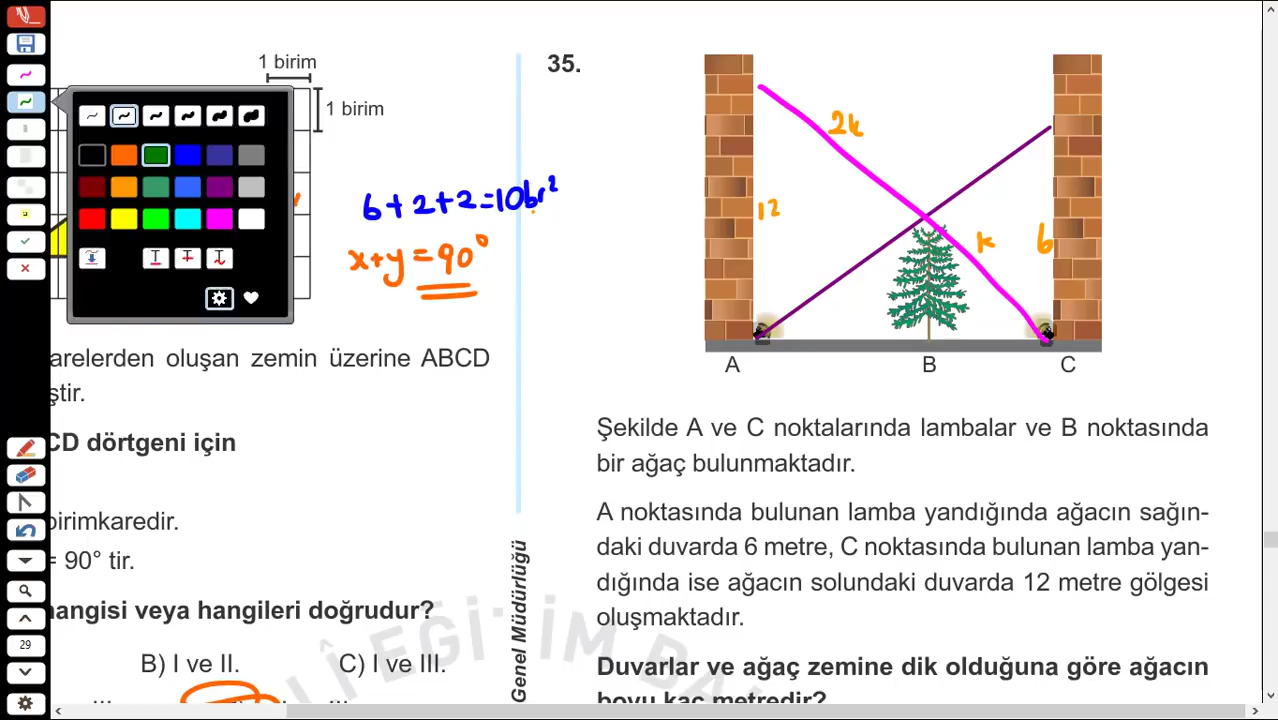 1 birim
1 birim
6+2+2=10br²
x+y=90°
arelerden oluşan zemin üzerine ABCD
ştir.
CD dörtgeni için
birimkaredir.
= 90° tir.
hangisi veya hangileri doğrudur?
B) I ve II.
C) I ve III.
29
Genel Müdürlüğü
35.
2k
12
k
6
A
B
C
Şekilde A ve C noktalarında lambalar ve B noktasında
bir ağaç bulunmaktadır.
A noktasında bulunan lamba yandığında ağacın sağın-
daki duvarda 6 metre, C noktasında bulunan lamba yan-
dığında ise ağacın solundaki duvarda 12 metre gölgesi
oluşmaktadır.
Duvarlar ve ağaç zemine dik olduğuna göre ağacın
boyu kaç metredir?